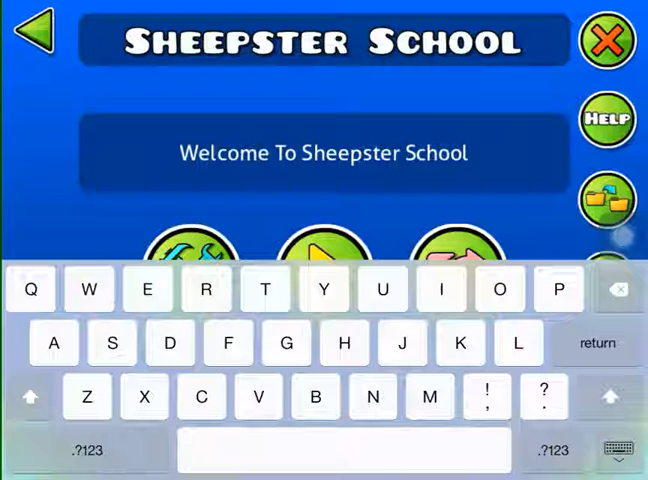 SHEEPSTER SCHOOL
HELP
Welcome To Sheepster School
Q W E R T Y U I O P
A S D F G H J K L return
Z X C V B N M ! , ? .
.?123 .?123